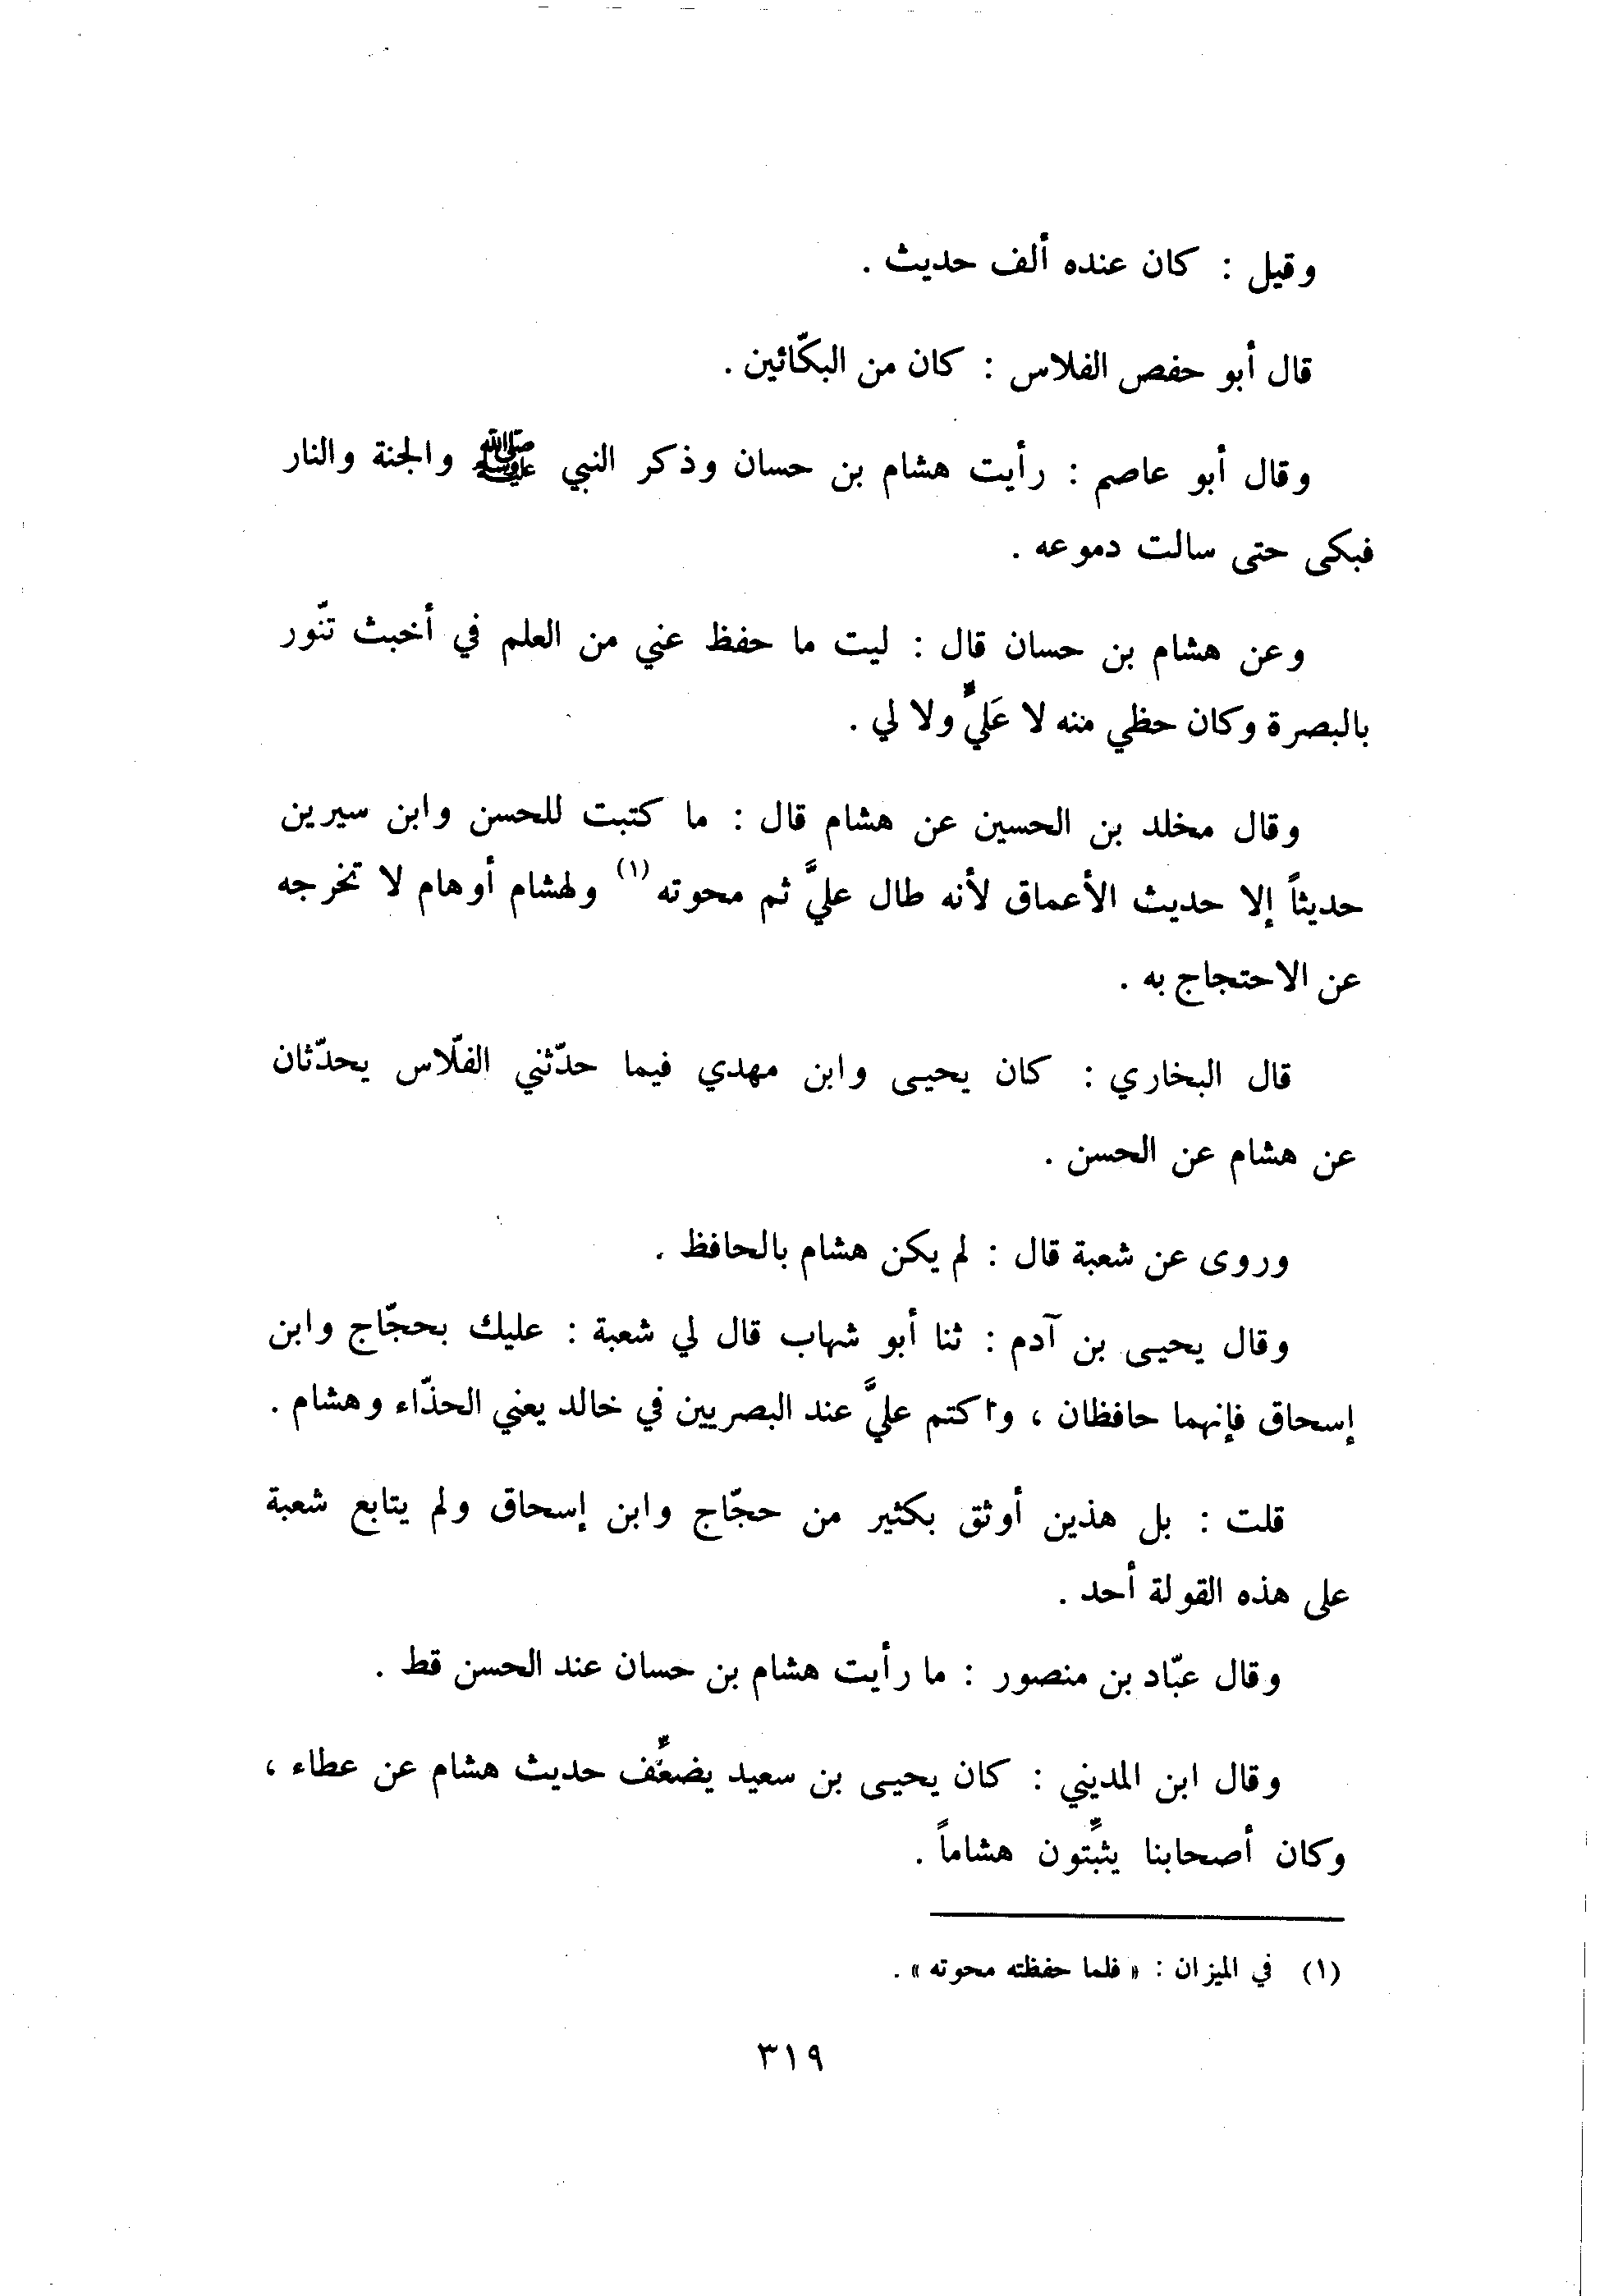 وقيل : كان عنده ألف حديث .
قال أبو حفص الفلاس : كان من البكّائين .
وقال أبو عاصم : رأيت هشام بن حسان وذكر النبي ﷺ والجنة والنار
فبكى حتى سالت دموعه .
وعن هشام بن حسان قال : ليت ما حفظ عني من العلم في أخبث تنّور
بالبصرة وكان حظي منه لا عَليَّ ولا لي .
وقال مخلد بن الحسين عن هشام قال : ما كتبت للحسن وابن سيرين
حديثاً إلا حديث الأعماق لأنه طال عليَّ ثم محوته (١) ولهشام أوهام لا تخرجه
عن الاحتجاج به .
قال البخاري : كان يحيى وابن مهدي فيما حدّثني الفلّاس يحدّثان
عن هشام عن الحسن .
وروى عن شعبة قال : لم يكن هشام بالحافظ .
وقال يحيى بن آدم : ثنا أبو شهاب قال لي شعبة : عليك بحجّاج وابن
إسحاق فإنهما حافظان ، واكتم عليَّ عند البصريين في خالد يعني الحذّاء وهشام .
قلت : بل هذين أوثق بكثير من حجّاج وابن إسحاق ولم يتابع شعبة
على هذه القولة أحد .
وقال عبّاد بن منصور : ما رأيت هشام بن حسان عند الحسن قط .
وقال ابن المديني : كان يحيى بن سعيد يضعِّف حديث هشام عن عطاء ،
وكان أصحابنا يثبِّتون هشاماً .
(١) في الميزان : « فلما حفظته محوته » .
٣١٩